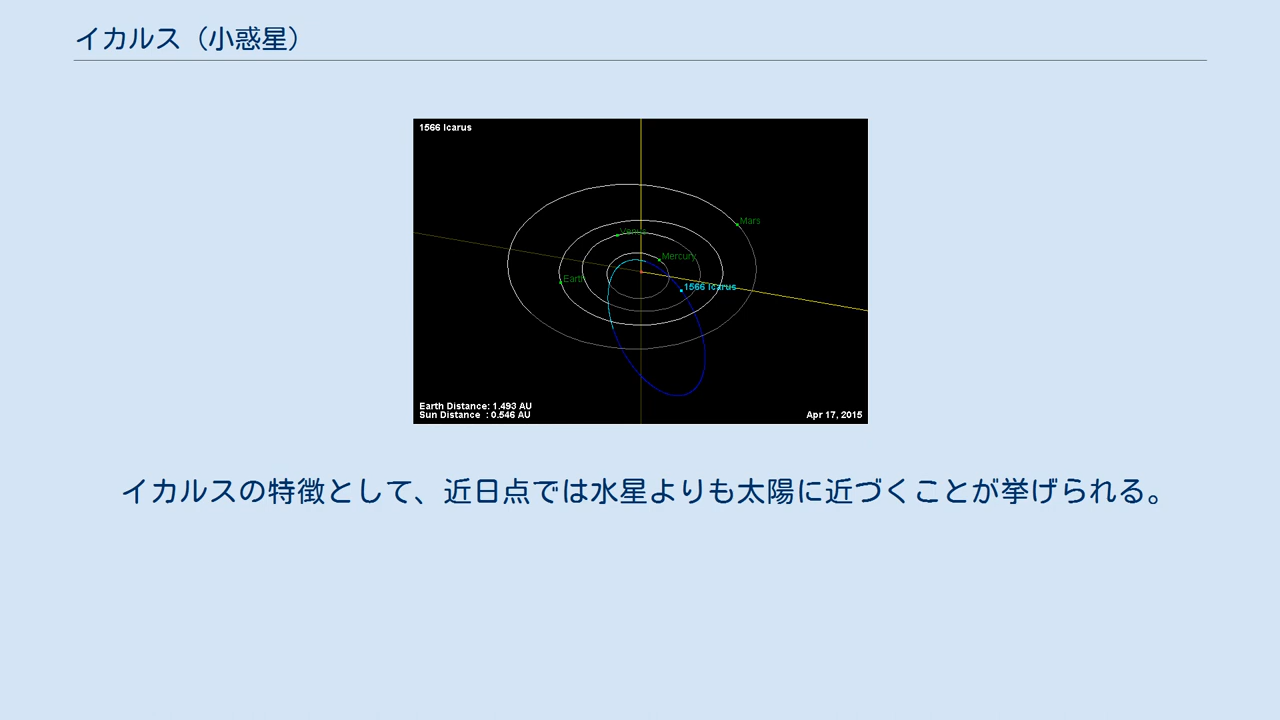 イカルス（小惑星）
1566 Icarus
Mars
Venus
Mercury
Earth
1566 Icarus
Earth Distance: 1.493 AU
Sun Distance : 0.546 AU
Apr 17, 2015
イカルスの特徴として、近日点では水星よりも太陽に近づくことが挙げられる。